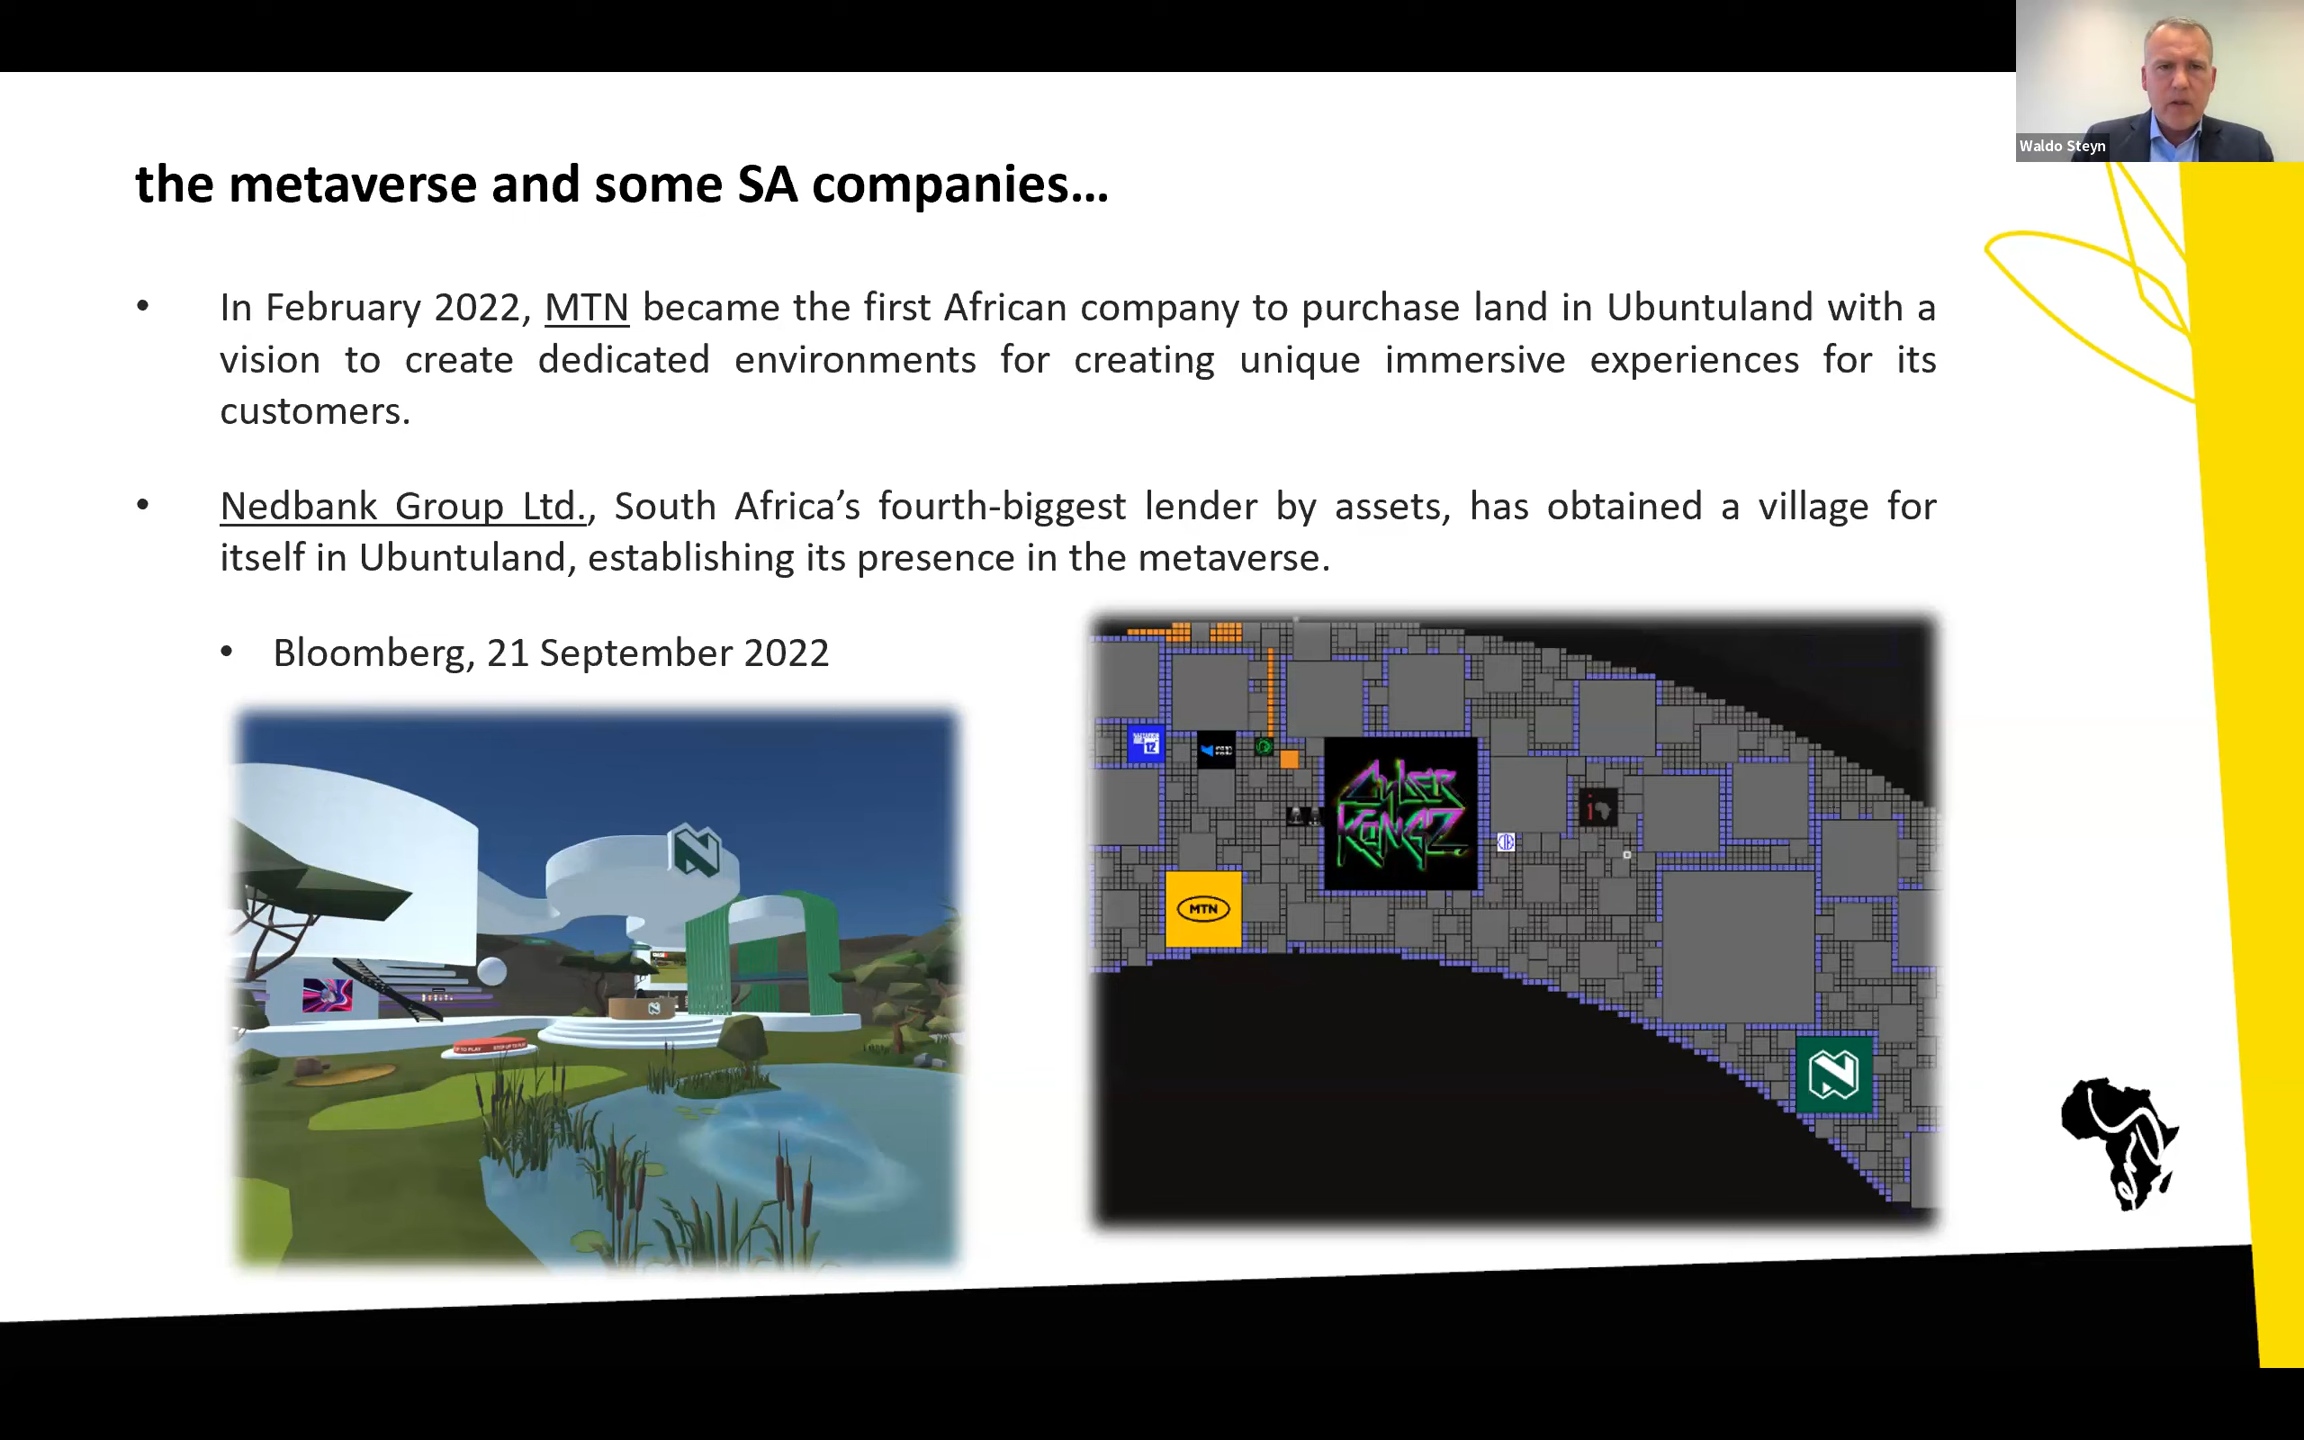 Waldo Steyn
the metaverse and some SA companies...
• In February 2022, MTN became the first African company to purchase land in Ubuntuland with a
vision to create dedicated environments for creating unique immersive experiences for its
customers.
• Nedbank Group Ltd., South Africa’s fourth-biggest lender by assets, has obtained a village for
itself in Ubuntuland, establishing its presence in the metaverse.
• Bloomberg, 21 September 2022
CYBER
KONGZ
MTN
N
N